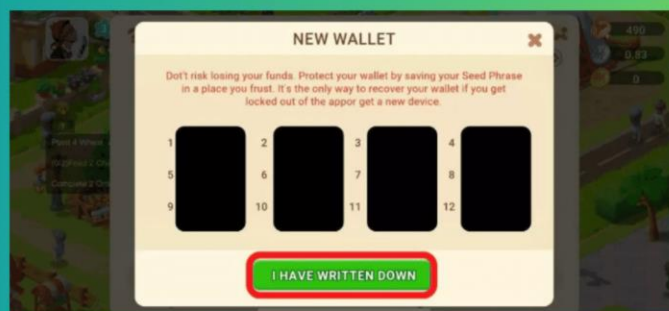 490
NEW WALLET
0.83
Dot't risk losing your funds. Protect your wallet by saving your Seed Phrase
0
in a place you trust. It's the only way to recover your wallet if you get
locked out of the appor get a new device.
1 2 3 4
5 6 7 8
9 10 11 12
I HAVE WRITTEN DOWN